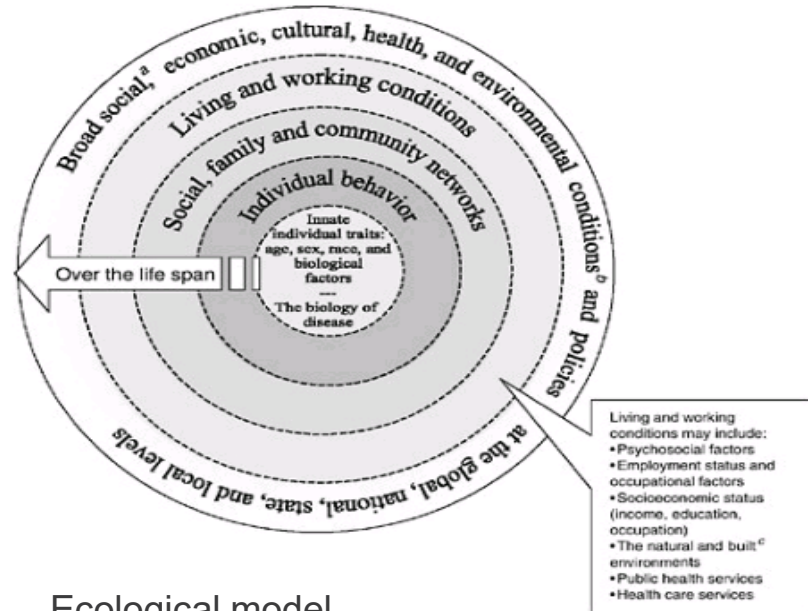 Broad social,a economic, cultural, health, and environmental conditionsb and policies
at the global, national, state, and local levels
Living and working conditions
Social, family and community networks
Individual behavior
Innate
individual traits:
age, sex, race, and
biological
factors
---
The biology of
disease
Over the life span
Living and working
conditions may include:
•Psychosocial factors
•Employment status and
occupational factors
•Socioeconomic status
(income, education,
occupation)
•The natural and builtc
environments
•Public health services
•Health care services
Ecological model